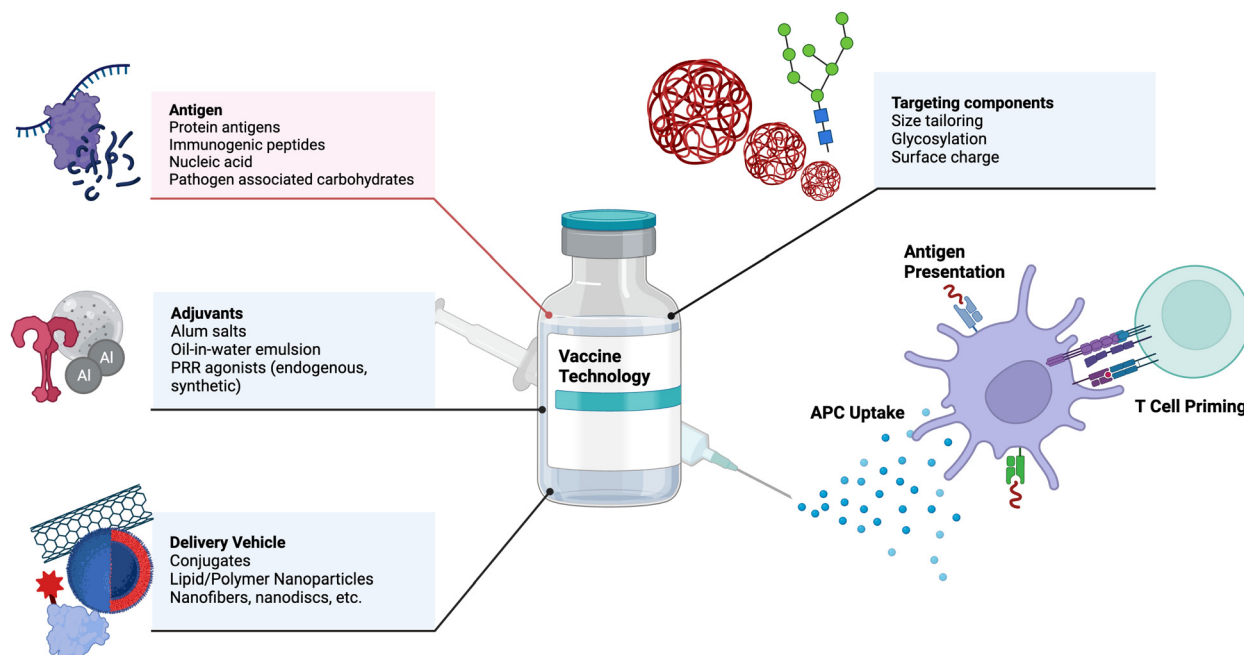 Antigen
Protein antigens
Immunogenic peptides
Nucleic acid
Pathogen associated carbohydrates
Targeting components
Size tailoring
Glycosylation
Surface charge
Adjuvants
Alum salts
Oil-in-water emulsion
PRR agonists (endogenous,
synthetic)
Al
Al
Vaccine
Technology
Antigen
Presentation
APC Uptake
T Cell Priming
Delivery Vehicle
Conjugates
Lipid/Polymer Nanoparticles
Nanofibers, nanodiscs, etc.